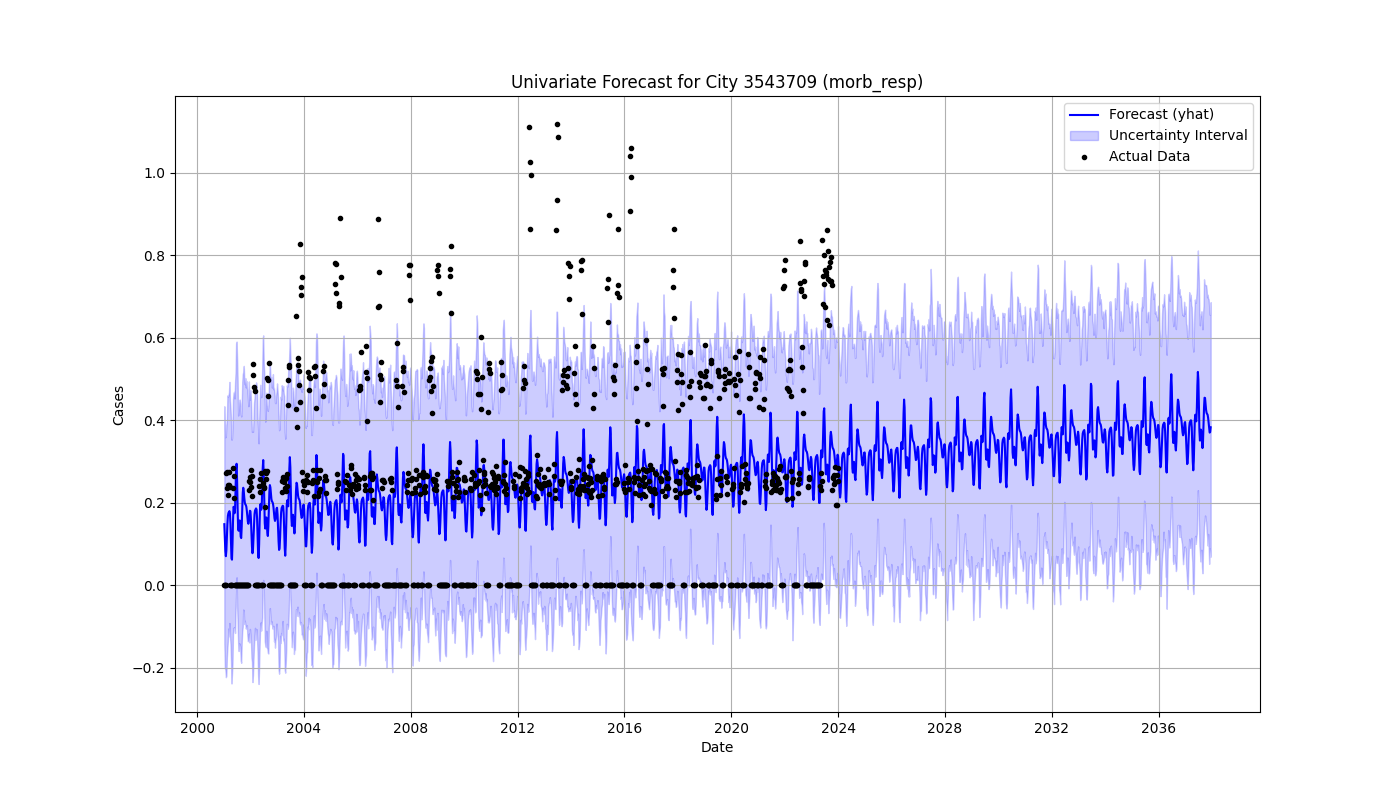 Univariate Forecast for City 3543709 (morb_resp)
Forecast (yhat)
Uncertainty Interval
Actual Data
1.0
0.8
0.6
0.4
0.2
0.0
−0.2
Cases
2000 2004 2008 2012 2016 2020 2024 2028 2032 2036
Date